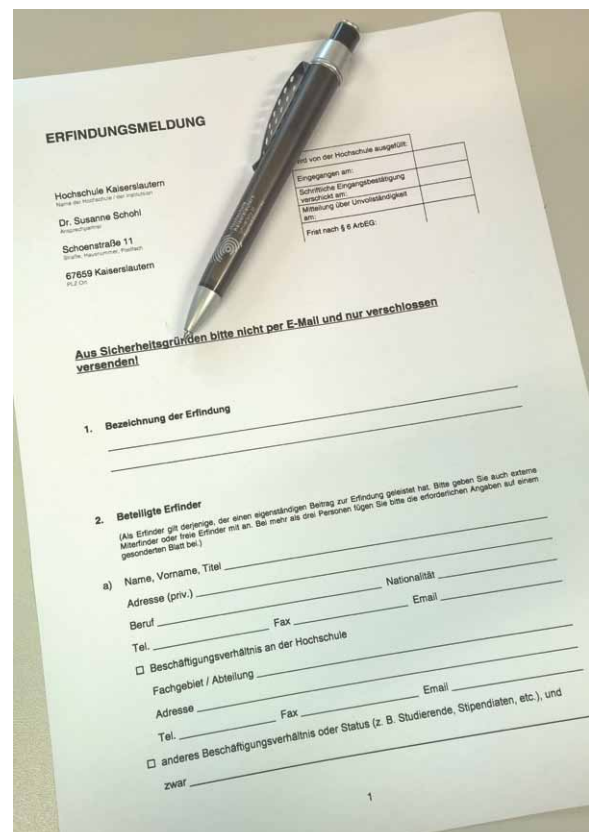 ERFINDUNGSMELDUNG
Hochschule Kaiserslautern
Name der Hochschule / der Institution
Dr. Susanne Schohl
Ansprechpartner
Schoenstraße 11
Straße, Hausnummer, Postfach
67659 Kaiserslautern
PLZ Ort
wird von der Hochschule ausgefüllt:
Eingegangen am:
Schriftliche Eingangsbestätigung
verschickt am:
Mitteilung über Unvollständigkeit
am:
Frist nach § 6 ArbEG:
Aus Sicherheitsgründen bitte nicht per E-Mail und nur verschlossen
versenden!
1. Bezeichnung der Erfindung
2. Beteiligte Erfinder
(Als Erfinder gilt derjenige, der einen eigenständigen Beitrag zur Erfindung geleistet hat. Bitte geben Sie auch externe
Miterfinder oder freie Erfinder mit an. Bei mehr als drei Personen fügen Sie bitte die erforderlichen Angaben auf einem
gesonderten Blatt bei.)
a) Name, Vorname, Titel
Adresse (priv.)
Beruf Nationalität
Tel. Fax Email
☐ Beschäftigungsverhältnis an der Hochschule
Fachgebiet / Abteilung
Adresse
Tel. Fax Email
☐ anderes Beschäftigungsverhältnis oder Status (z. B. Studierende, Stipendiaten, etc.), und
zwar
1